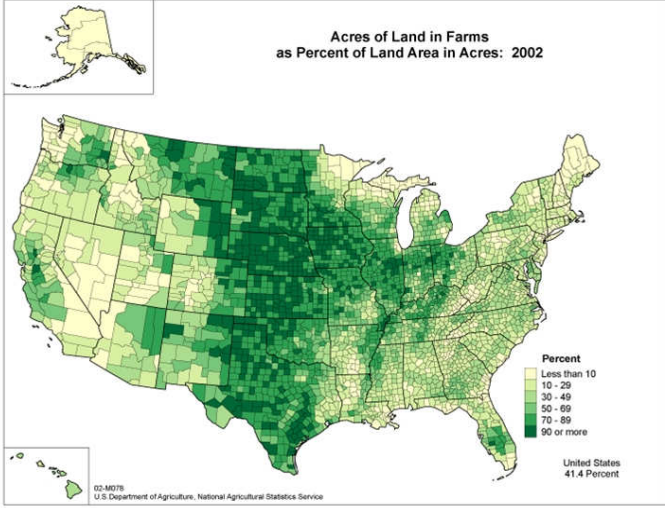 Acres of Land in Farms
as Percent of Land Area in Acres: 2002
Percent
Less than 10
10 - 29
30 - 49
50 - 69
70 - 89
90 or more
United States
41.4 Percent
02-M078
U.S. Department of Agriculture, National Agricultural Statistics Service